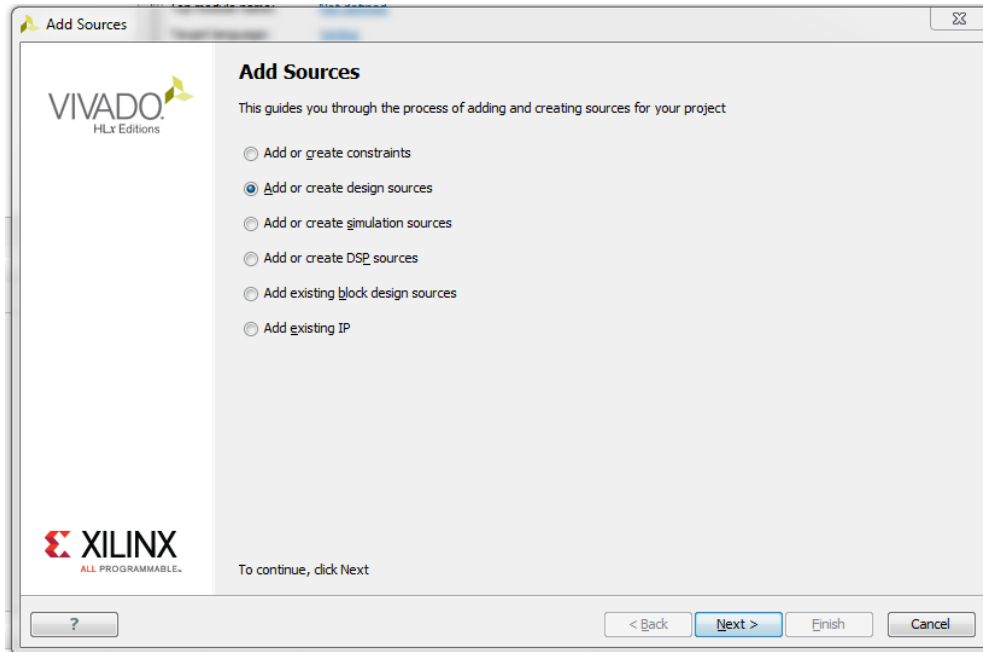 Add Sources
VIVADO.
HLx Editions
Add Sources
This guides you through the process of adding and creating sources for your project
Add or create constraints
Add or create design sources
Add or create simulation sources
Add or create DSP sources
Add existing block design sources
Add existing IP
XILINX
ALL PROGRAMMABLE.
To continue, click Next
?
< Back
Next >
Finish
Cancel